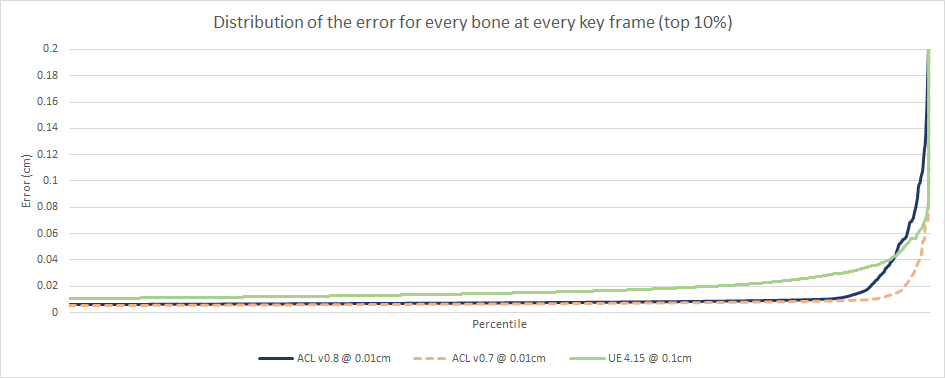 Distribution of the error for every bone at every key frame (top 10%)
0.2
0.18
0.16
0.14
0.12
0.1
0.08
0.06
0.04
0.02
0
Error (cm)
Percentile
ACL v0.8 @ 0.01cm ACL v0.7 @ 0.01cm UE 4.15 @ 0.1cm